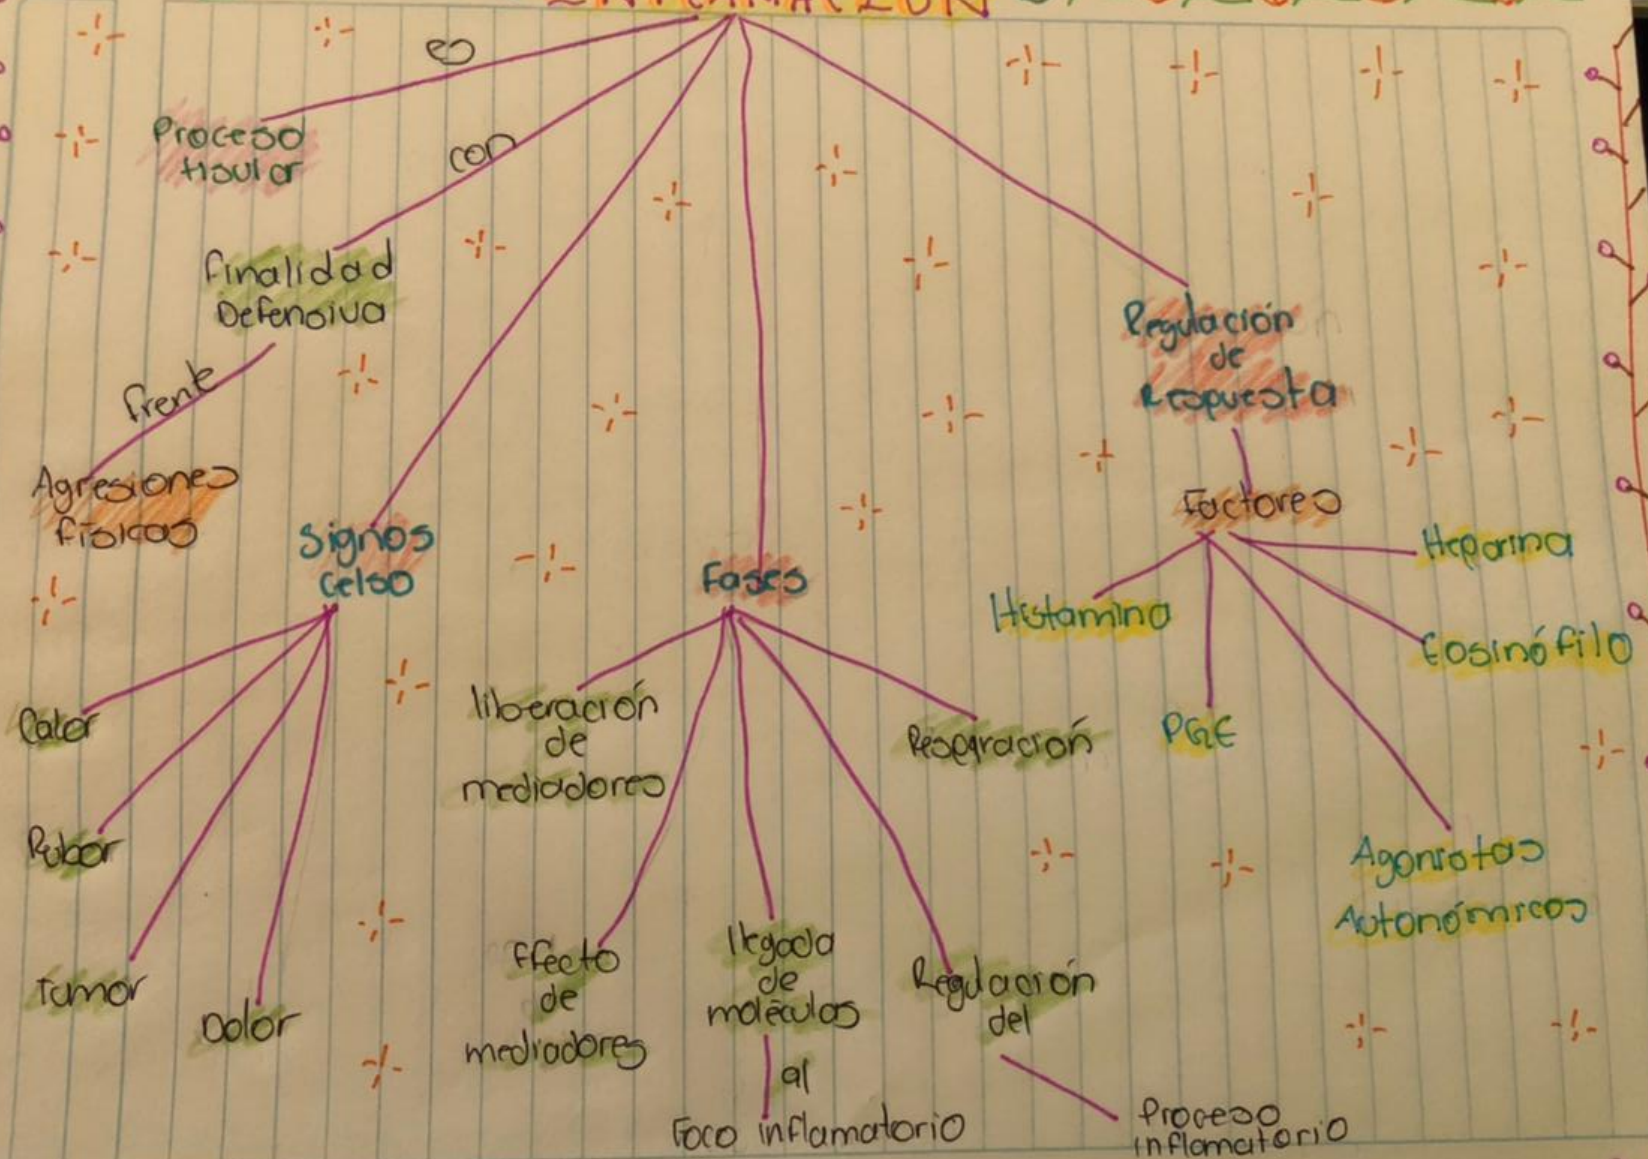 INFLAMACIÓN
es
Proceso
tisular
con
finalidad
Defensiva
frente
Agresiones
físicas
Signos
Celso
Calor
Rubor
Tumor
Dolor
Fases
liberación
de
mediadores
Efecto
de
mediadores
llegada
de
moléculas
al
Foco inflamatorio
Regulación
del
Proceso
inflamatorio
Reparación
Regulación
de
Respuesta
Factores
Histamina
PGE
Agonistas
Autonómicos
Eosinófilo
Heparina